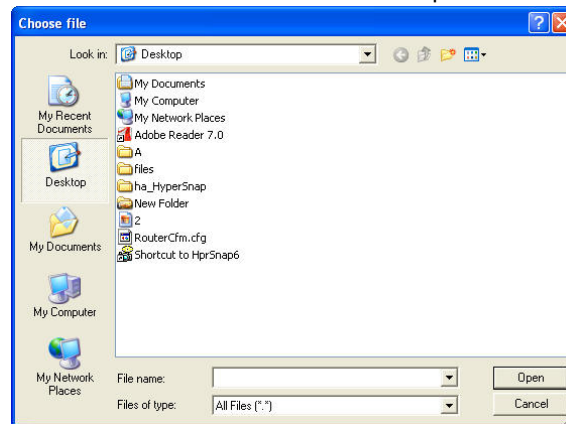 Choose file
Look in: Desktop
My Recent
Documents
Desktop
My Documents
My Computer
My Network
Places
My Documents
My Computer
My Network Places
Adobe Reader 7.0
A
files
ha_HyperSnap
New Folder
2
RouterCfm.cfg
Shortcut to HprSnap6
File name:
Open
Files of type: All Files (*.*)
Cancel